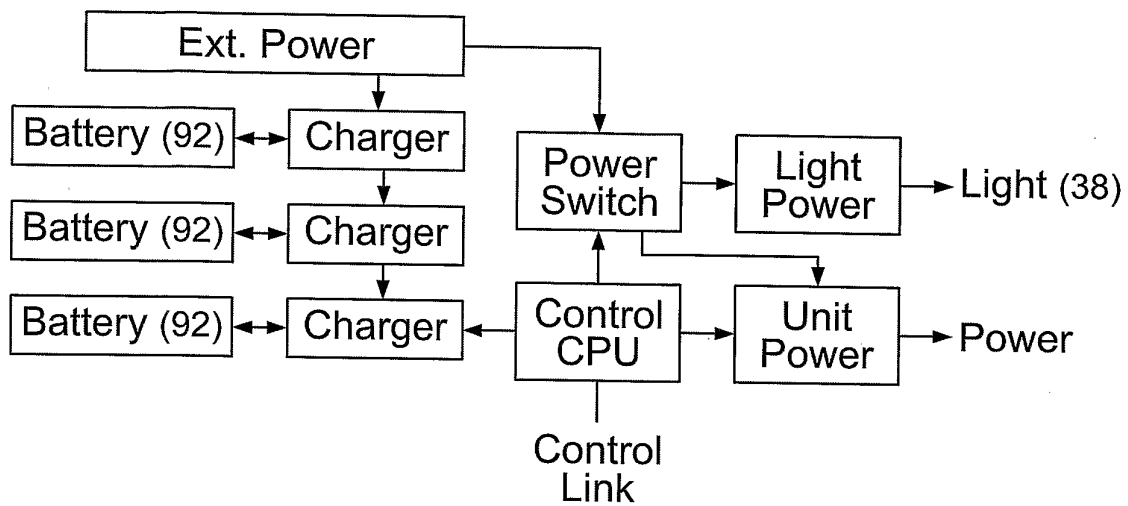 Ext. Power
Battery (92)
Charger
Power
Switch
Light
Power
Light (38)
Battery (92)
Charger
Battery (92)
Charger
Control
CPU
Unit
Power
Power
Control
Link